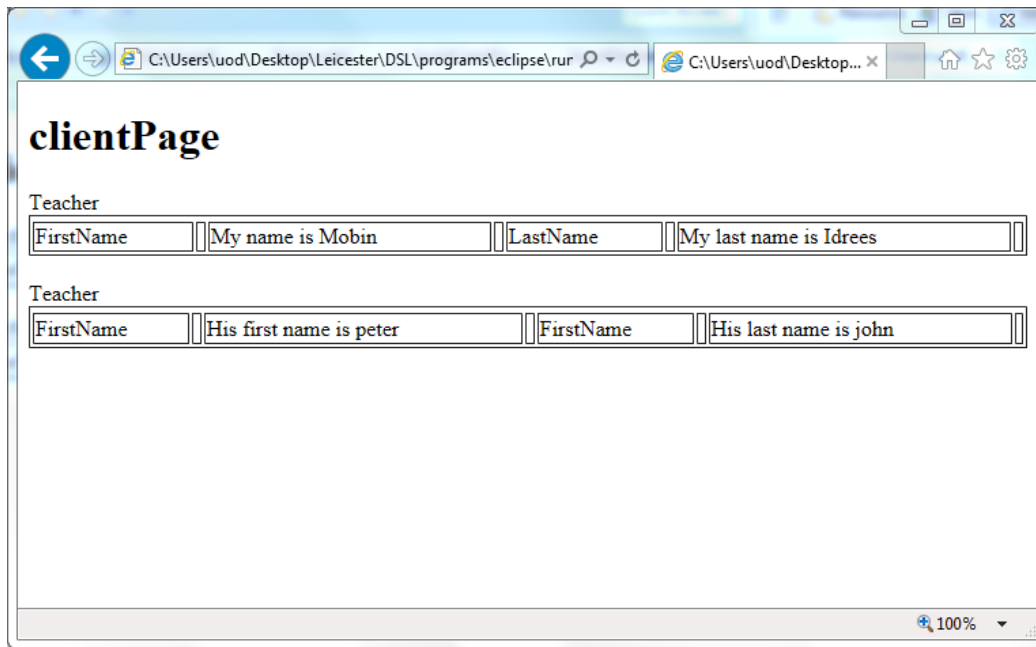 C:\Users\uod\Desktop\Leicester\DSL\programs\eclipse\rur
C:\Users\uod\Desktop...
clientPage
Teacher
FirstName My name is Mobin LastName My last name is Idrees
Teacher
FirstName His first name is peter FirstName His last name is john
100%